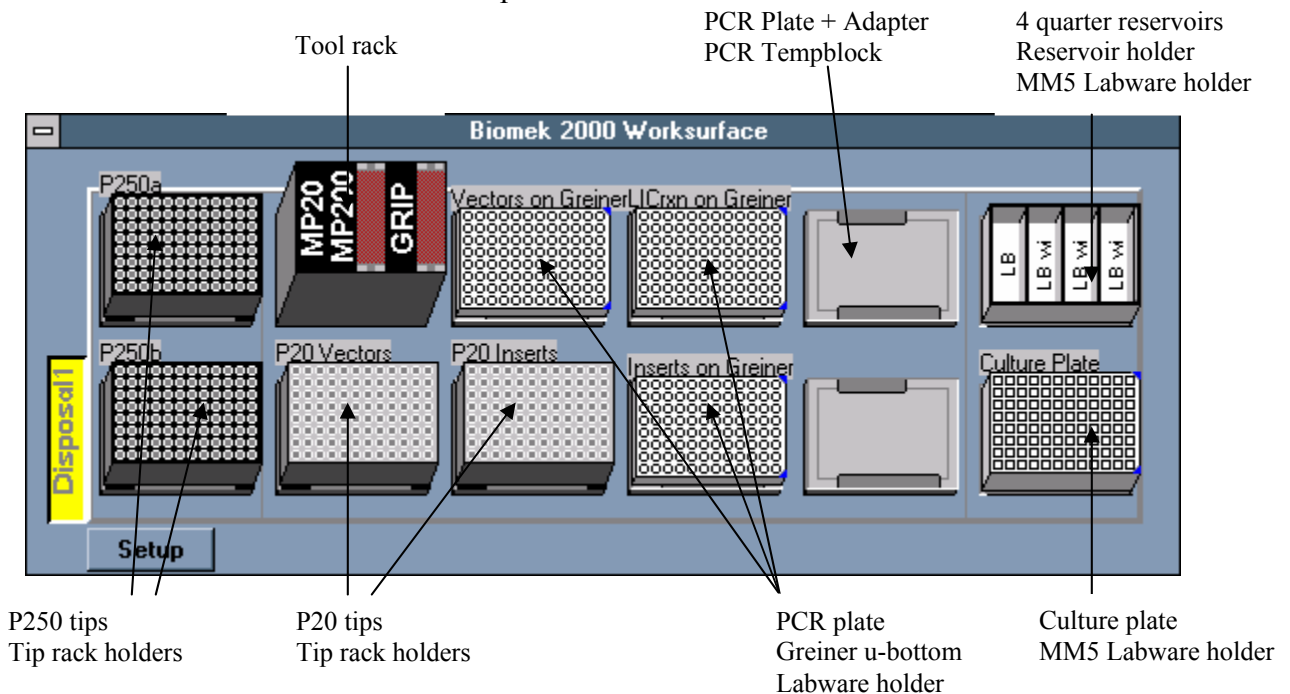 PCR Plate + Adapter
PCR Tempblock
4 quarter reservoirs
Reservoir holder
MM5 Labware holder
Tool rack
Biomek 2000 Worksurface
P250a
MP20
MP200
GRIP
Vectors on Greiner
LICrxn on Greiner
LB
LB wi
LB wi
LB wi
Disposal1
P250b
P20 Vectors
P20 Inserts
Inserts on Greiner
Culture Plate
Setup
P250 tips
Tip rack holders
P20 tips
Tip rack holders
PCR plate
Greiner u-bottom
Labware holder
Culture plate
MM5 Labware holder